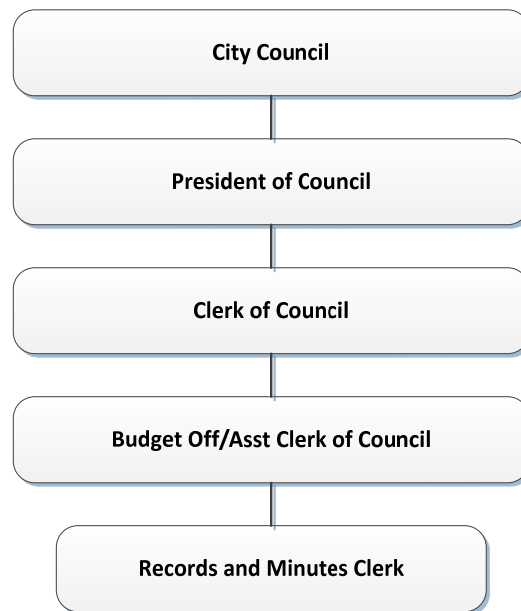 City Council
President of Council
Clerk of Council
Budget Off/Asst Clerk of Council
Records and Minutes Clerk